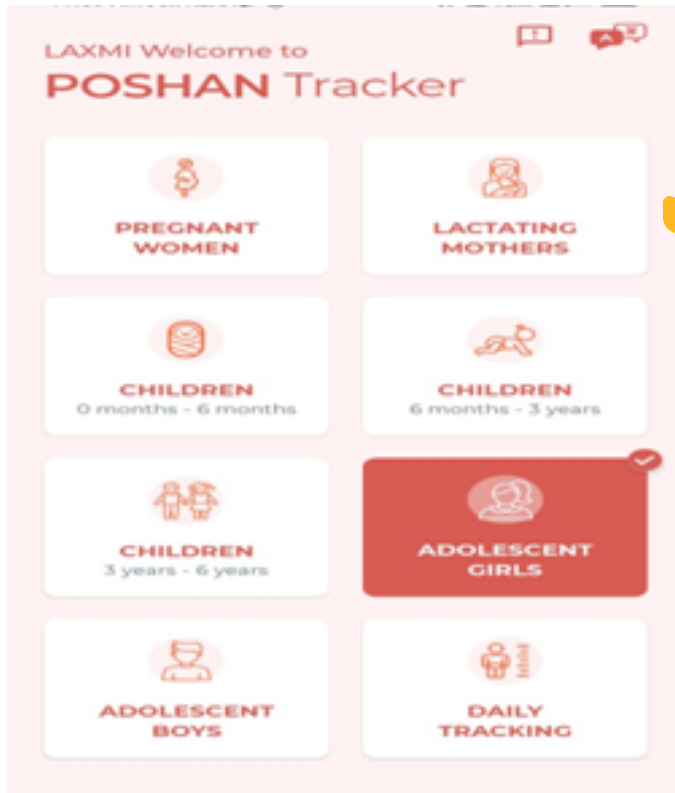 LAXMI Welcome to
POSHAN Tracker
PREGNANT
WOMEN
LACTATING
MOTHERS
CHILDREN
0 months - 6 months
CHILDREN
6 months - 3 years
CHILDREN
3 years - 6 years
ADOLESCENT
GIRLS
ADOLESCENT
BOYS
DAILY
TRACKING